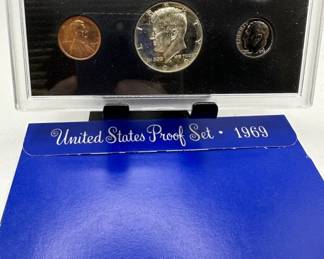 United States Proof Set • 1969